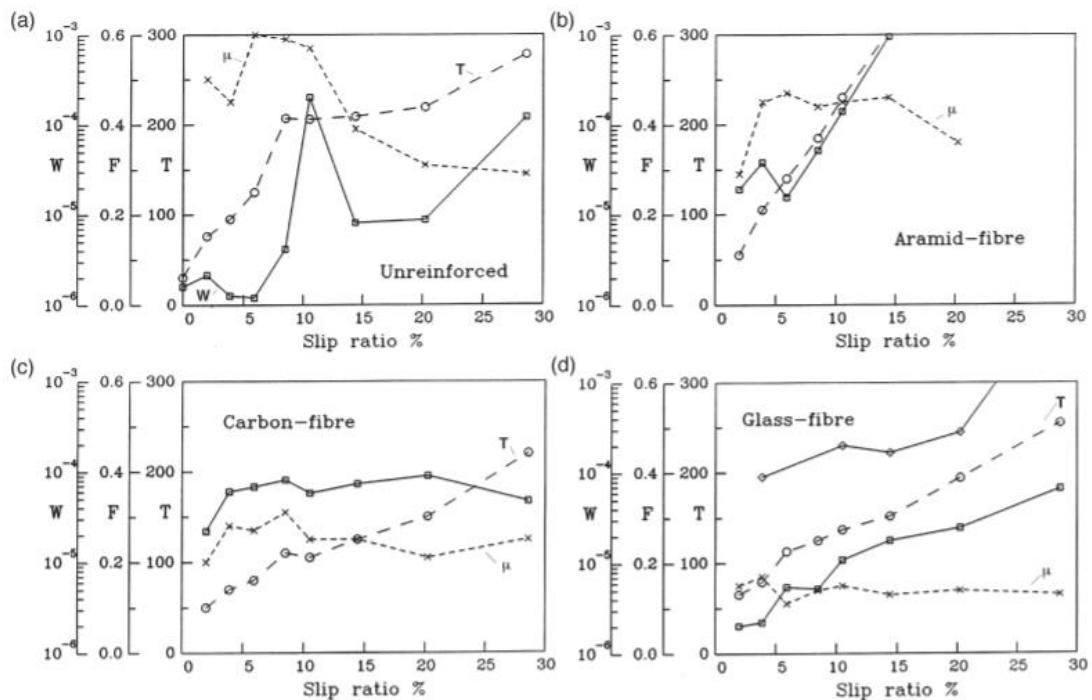 (a)
10⁻³ 0.6 300
10⁻⁴ 0.4 200
W F T
10⁻⁵ 0.2 100
10⁻⁶ 0.0 0
μ
T
W
Unreinforced
0 5 10 15 20 25 30
Slip ratio %
(b)
10⁻³ 0.6 300
10⁻⁴ 0.4 200
W F T
10⁻⁵ 0.2 100
10⁻⁶ 0.0 0
μ
Aramid-fibre
0 5 10 15 20 25 30
Slip ratio %
(c)
10⁻³ 0.6 300
10⁻⁴ 0.4 200
W F T
10⁻⁵ 0.2 100
10⁻⁶ 0.0 0
Carbon-fibre
T
μ
0 5 10 15 20 25 30
Slip ratio %
(d)
10⁻³ 0.6 300
10⁻⁴ 0.4 200
W F T
10⁻⁵ 0.2 100
10⁻⁶ 0.0 0
Glass-fibre
T
μ
0 5 10 15 20 25 30
Slip ratio %